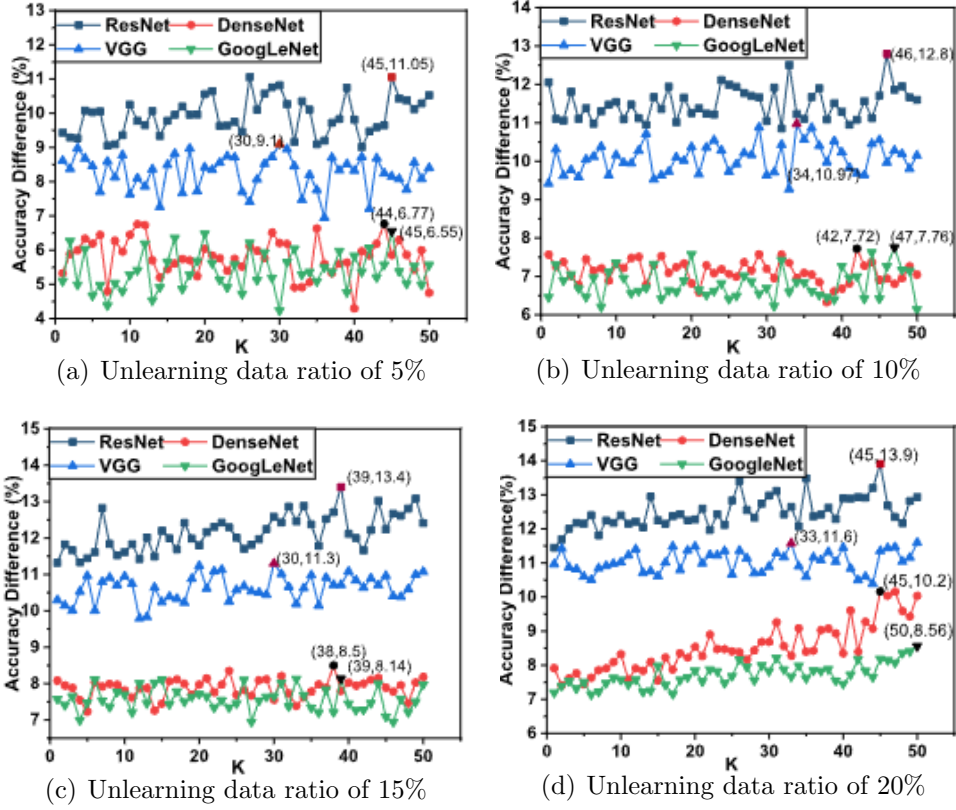 13
12
11
10
9
8
7
6
5
4
Accuracy Difference (%)
ResNet DenseNet
VGG GoogLeNet
(45,11.05)
(30,9.1)
(44,6.77)
(45,6.55)
0 10 20 30 40 50
K
(a) Unlearning data ratio of 5%
14
13
12
11
10
9
8
7
6
Accuracy Difference (%)
ResNet DenseNet
VGG GoogLeNet
(46,12.8)
(34,10.97)
(42,7.72) (47,7.76)
0 10 20 30 40 50
K
(b) Unlearning data ratio of 10%
15
14
13
12
11
10
9
8
7
Accuracy Difference (%)
ResNet DenseNet
VGG GoogLeNet
(39,13.4)
(30,11.3)
(38,8.5)
(39,8.14)
0 10 20 30 40 50
K
(c) Unlearning data ratio of 15%
15
14
13
12
11
10
9
8
7
6
Accuracy Difference(%)
ResNet DenseNet
VGG GoogleNet
(45,13.9)
(33,11.6)
(45,10.2)
(50,8.56)
0 10 20 30 40 50
K
(d) Unlearning data ratio of 20%